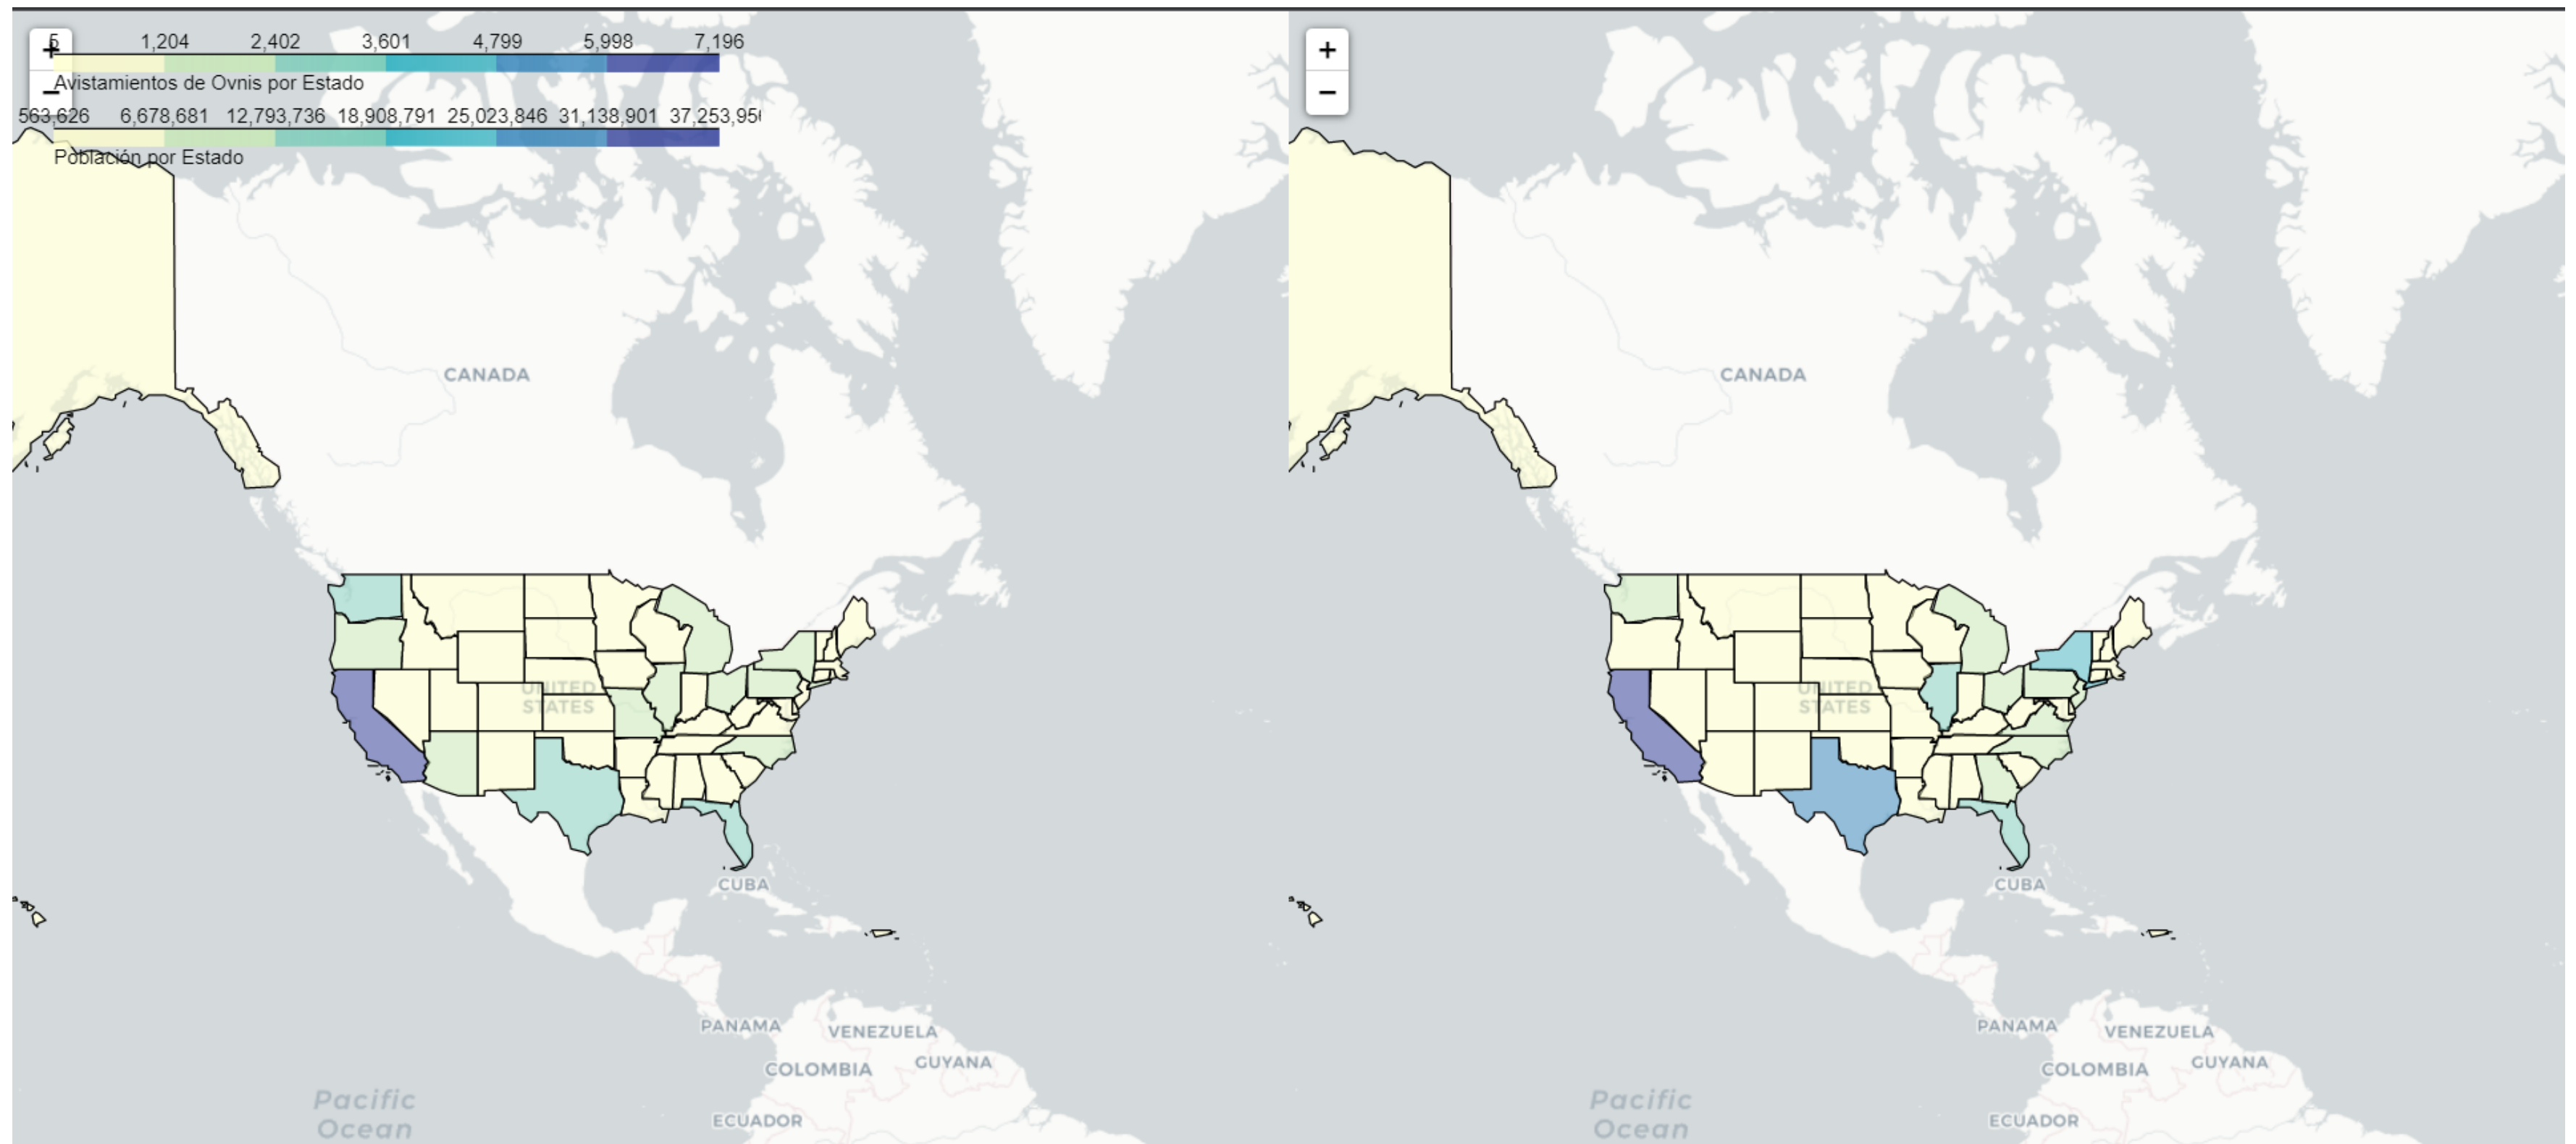 +
−
5 1,204 2,402 3,601 4,799 5,998 7,196
Avistamientos de Ovnis por Estado
563,626 6,678,681 12,793,736 18,908,791 25,023,846 31,138,901 37,253,956
Población por Estado
CANADA
UNITED
STATES
CUBA
PANAMA
VENEZUELA
COLOMBIA
GUYANA
ECUADOR
Pacific
Ocean
+
−
CANADA
UNITED
STATES
CUBA
PANAMA
VENEZUELA
COLOMBIA
GUYANA
ECUADOR
Pacific
Ocean